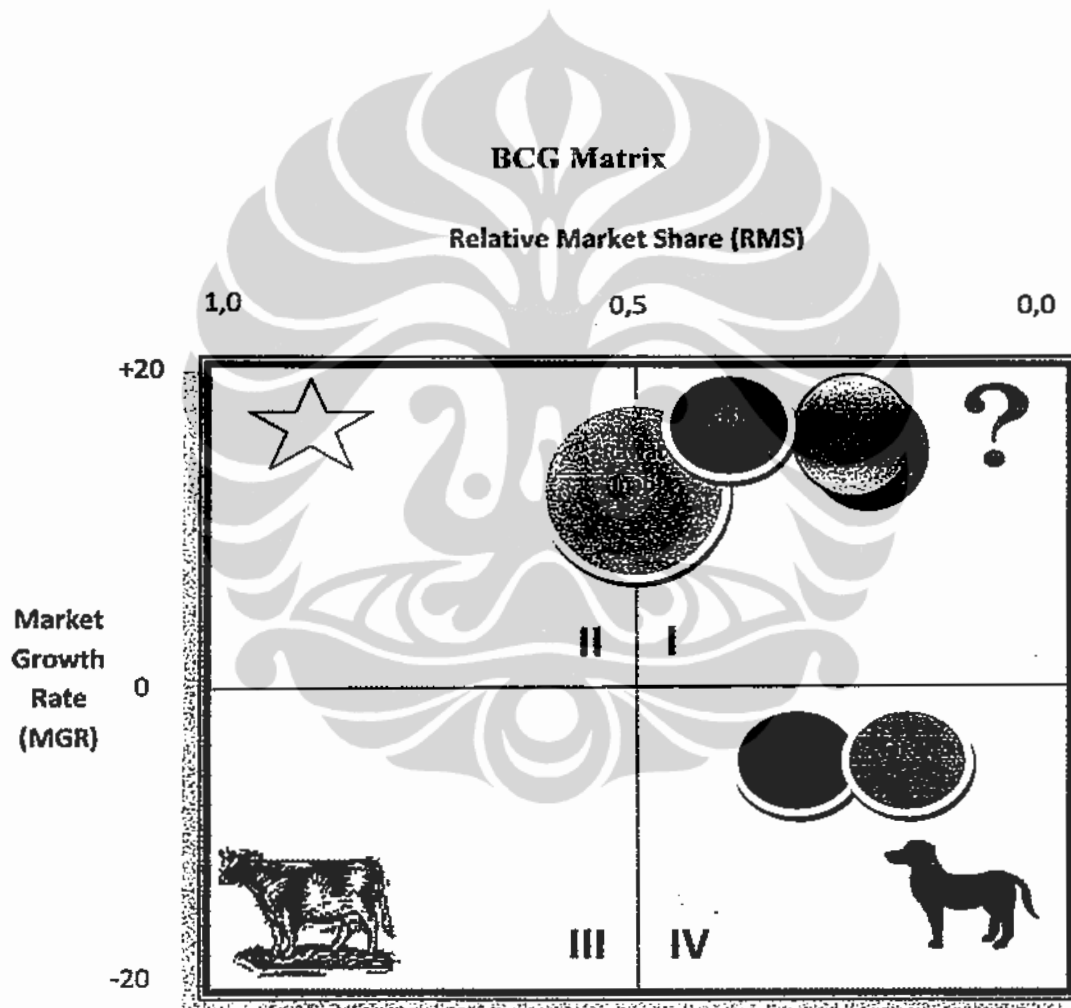 BCG Matrix
Relative Market Share (RMS)
1,0 0,5 0,0
+20
?
II I
Market
Growth
Rate
(MGR)
0
III IV
-20